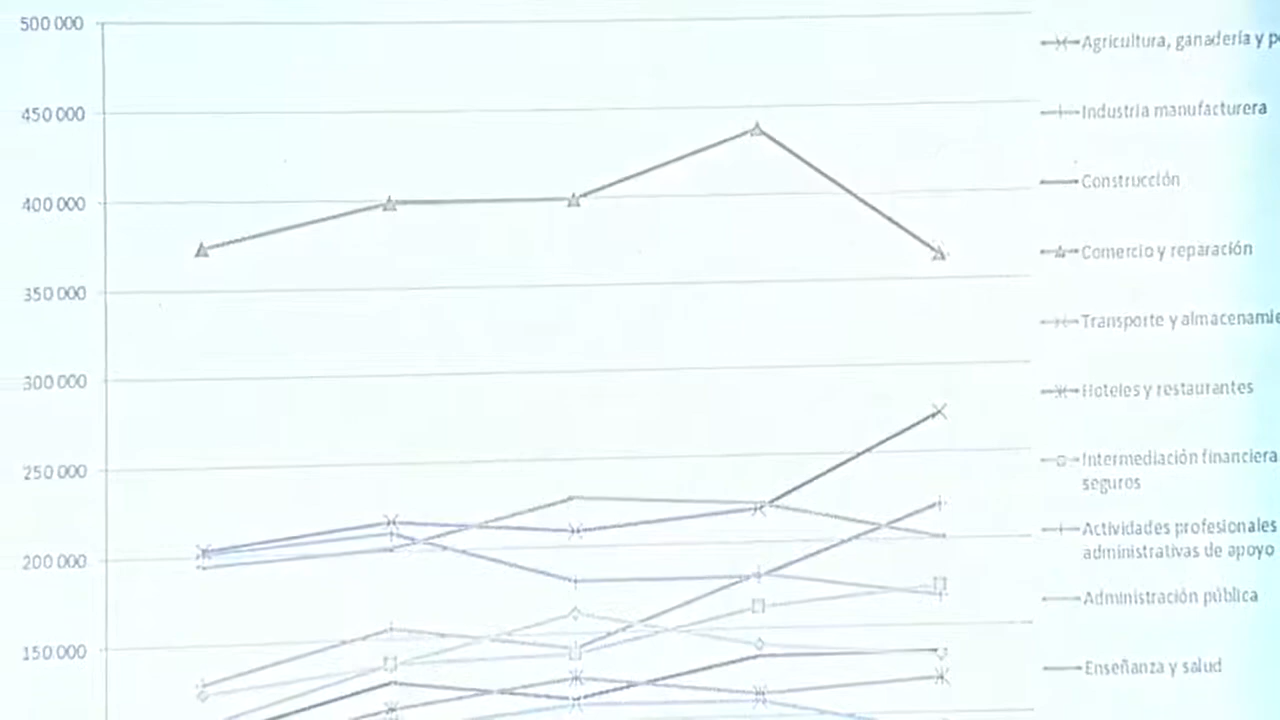 500 000
450 000
400 000
350 000
300 000
250 000
200 000
150 000
Agricultura, ganadería y
Industria manufacturera
Construcción
Comercio y reparación
Transporte y
Hoteles y restaurantes
Intermediación financiera
seguros
Actividades profesionales
administrativas de apoyo
Administración pública
Enseñanza y salud